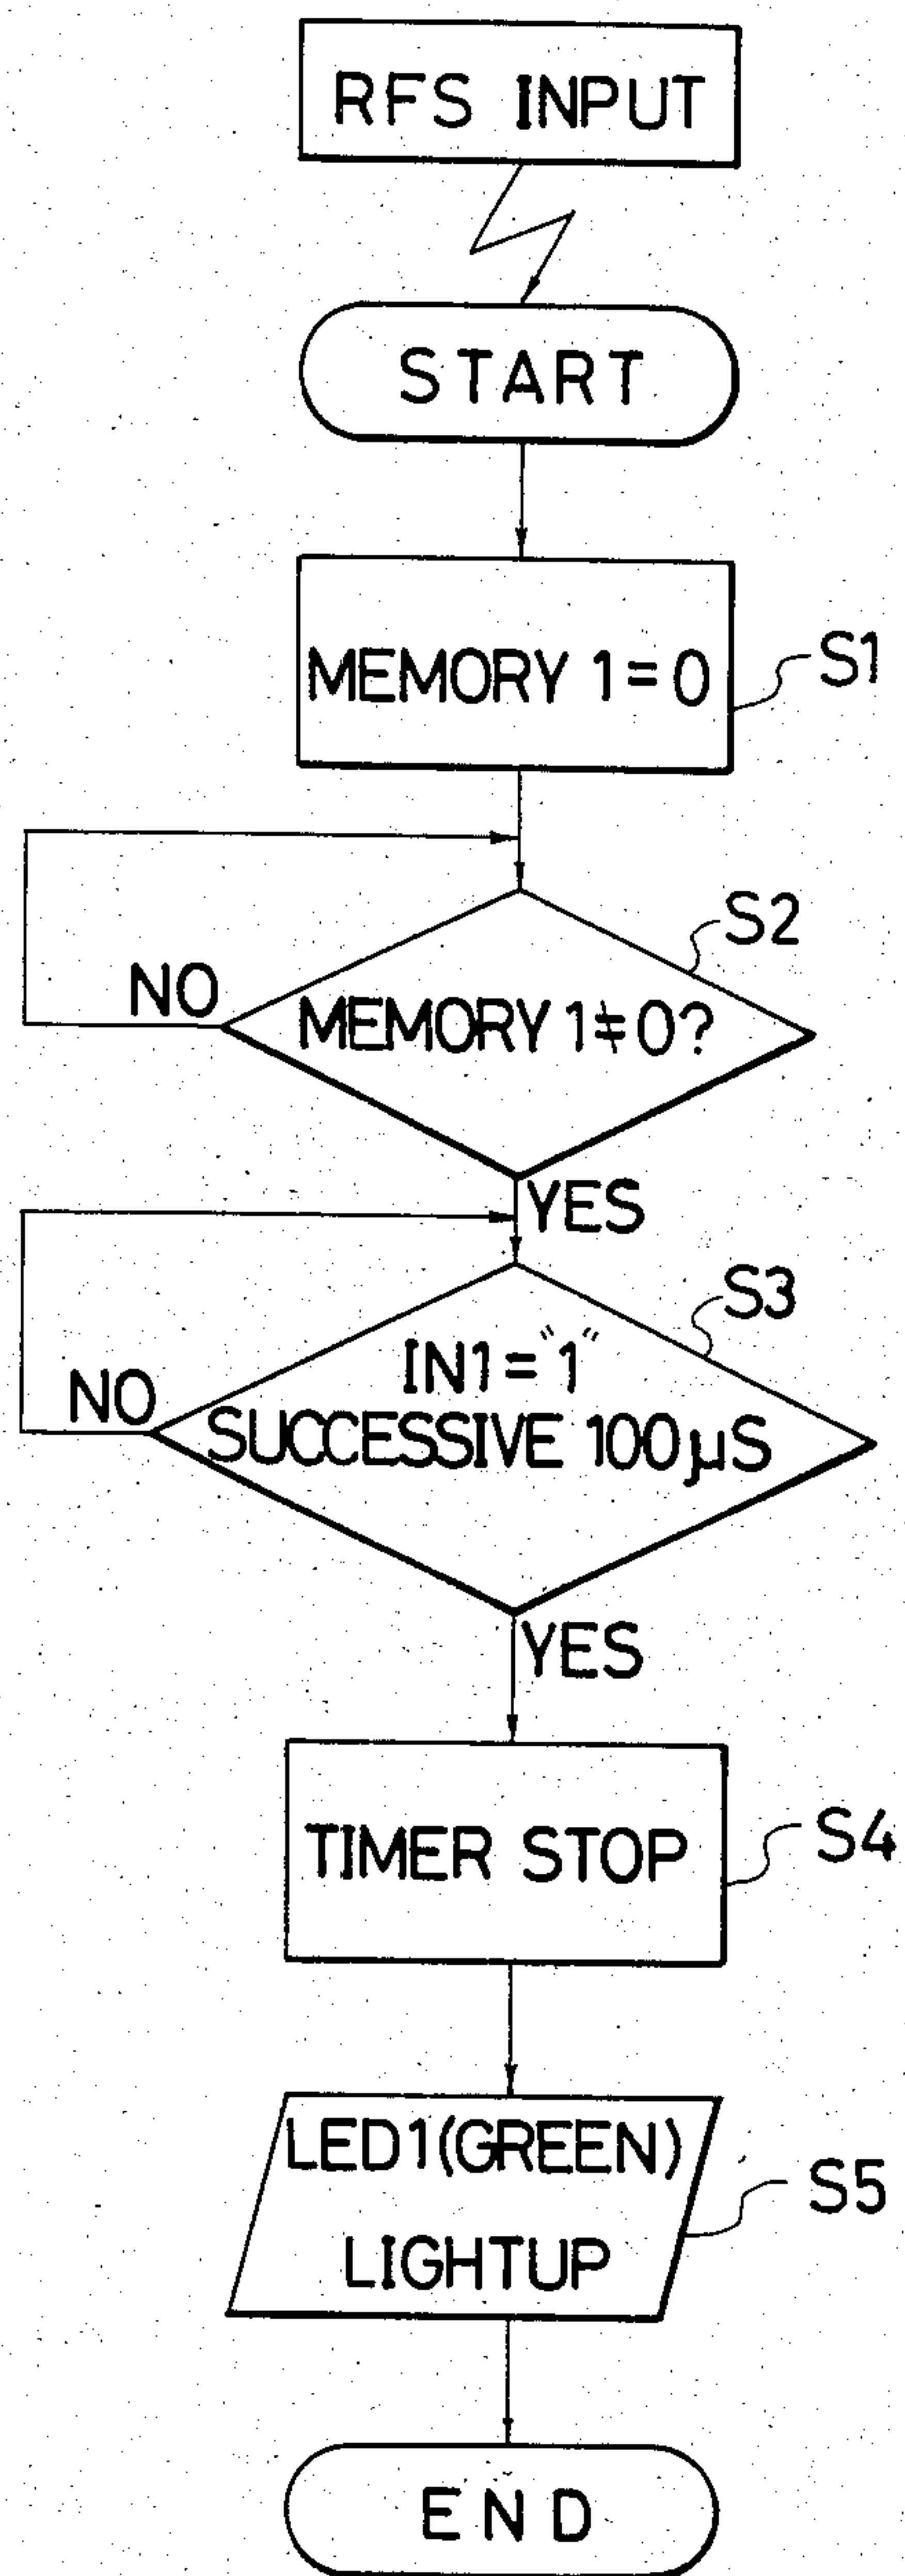 RFS INPUT
START
MEMORY 1=0
S1
S2
NO
MEMORY 1≠0?
YES
S3
IN1="1"
NO
SUCCESSIVE 100µS
YES
TIMER STOP
S4
LED1(GREEN)
S5
LIGHTUP
END